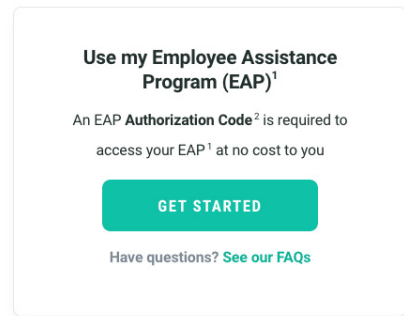 Use my Employee Assistance
Program (EAP)¹
An EAP Authorization Code² is required to
access your EAP¹ at no cost to you
GET STARTED
Have questions? See our FAQs